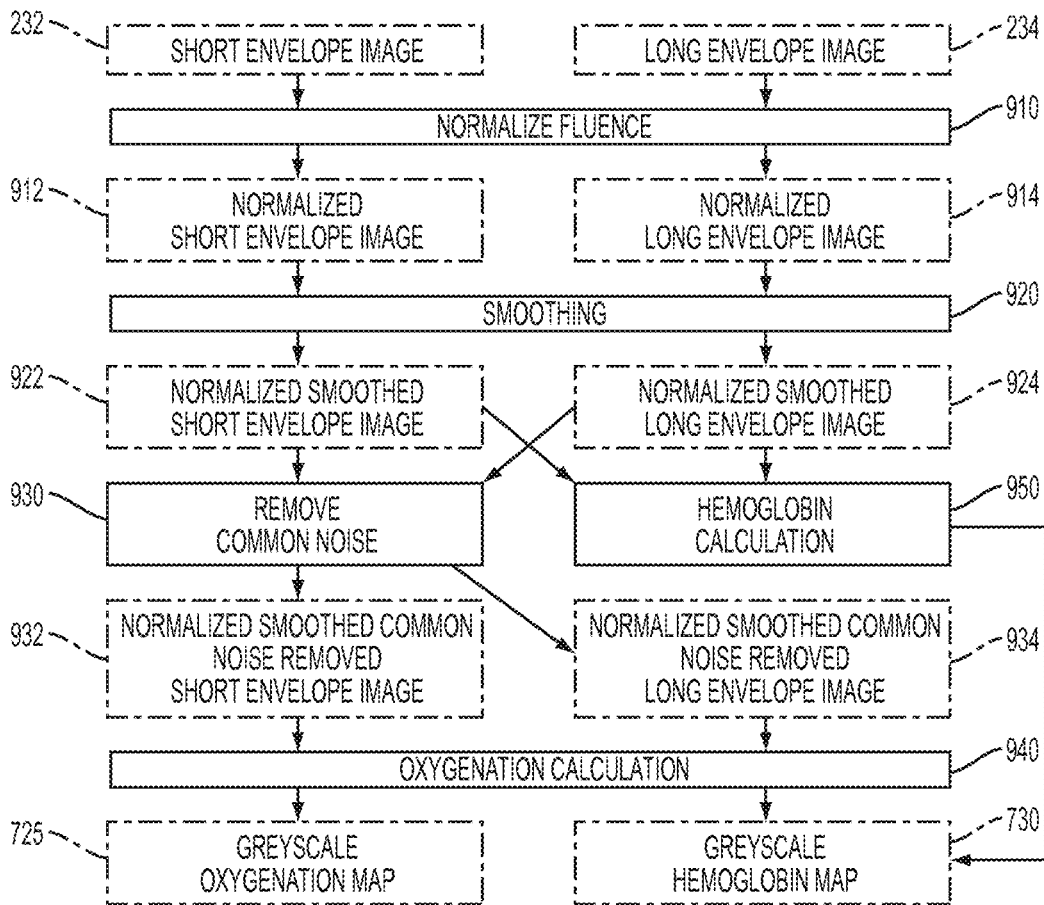 232
SHORT ENVELOPE IMAGE
LONG ENVELOPE IMAGE
234
NORMALIZE FLUENCE
910
912
NORMALIZED
SHORT ENVELOPE IMAGE
NORMALIZED
LONG ENVELOPE IMAGE
914
SMOOTHING
920
922
NORMALIZED SMOOTHED
SHORT ENVELOPE IMAGE
NORMALIZED SMOOTHED
LONG ENVELOPE IMAGE
924
930
REMOVE
COMMON NOISE
HEMOGLOBIN
CALCULATION
950
932
NORMALIZED SMOOTHED COMMON
NOISE REMOVED
SHORT ENVELOPE IMAGE
NORMALIZED SMOOTHED COMMON
NOISE REMOVED
LONG ENVELOPE IMAGE
934
OXYGENATION CALCULATION
940
725
GREYSCALE
OXYGENATION MAP
GREYSCALE
HEMOGLOBIN MAP
730